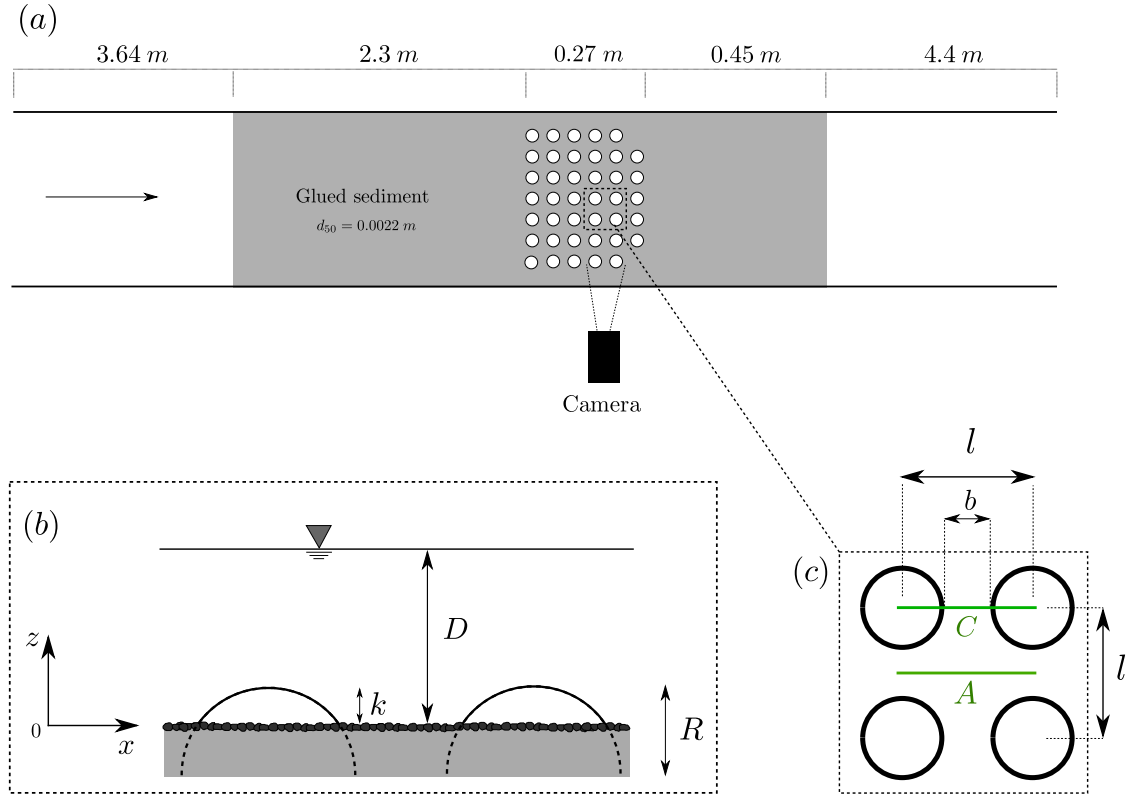 (a)
3.64 m 2.3 m 0.27 m 0.45 m 4.4 m
Glued sediment
d50 = 0.0022 m
Camera
(b)
D
z
k
R
0
x
l
b
(c)
C
l
A